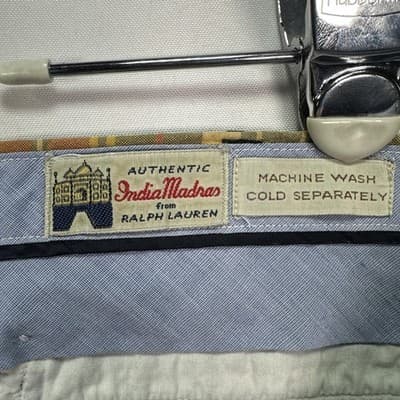 AUTHENTIC
India Madras
from
RALPH LAUREN
MACHINE WASH
COLD SEPARATELY